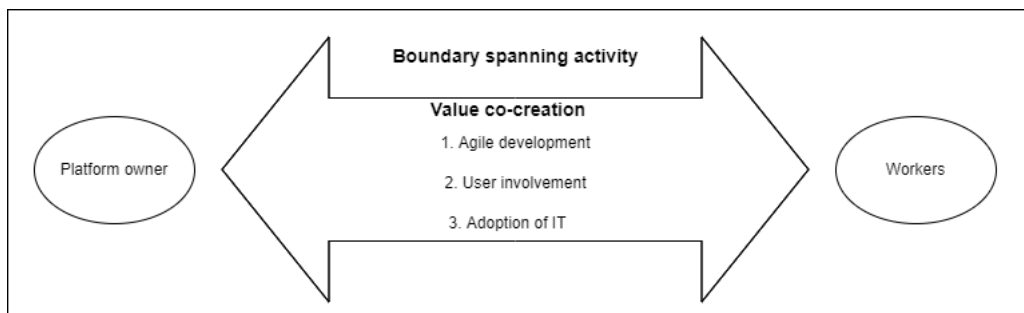 Boundary spanning activity
Value co-creation
1. Agile development
Platform owner
Workers
2. User involvement
3. Adoption of IT